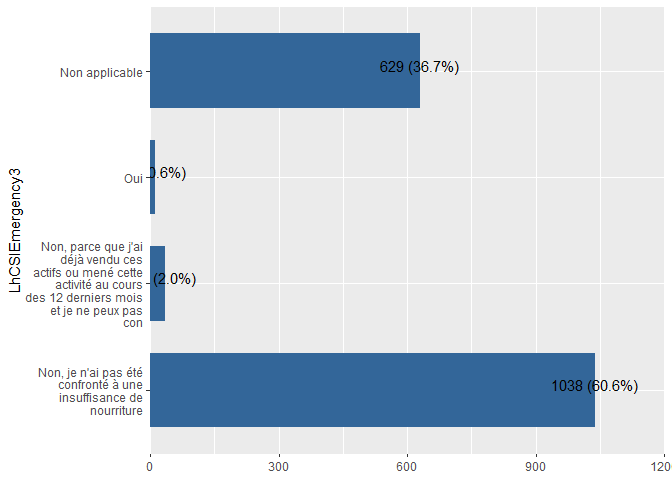 LhCSIEmergency3
Non applicable
629 (36.7%)
Oui
0.6%)
Non, parce que j'ai
déjà vendu ces
actifs ou mené cette
activité au cours
des 12 derniers mois
et je ne peux pas
con
(2.0%)
Non, je n'ai pas été
confronté à une
insuffisance de
nourriture
1038 (60.6%)
0 300 600 900 120